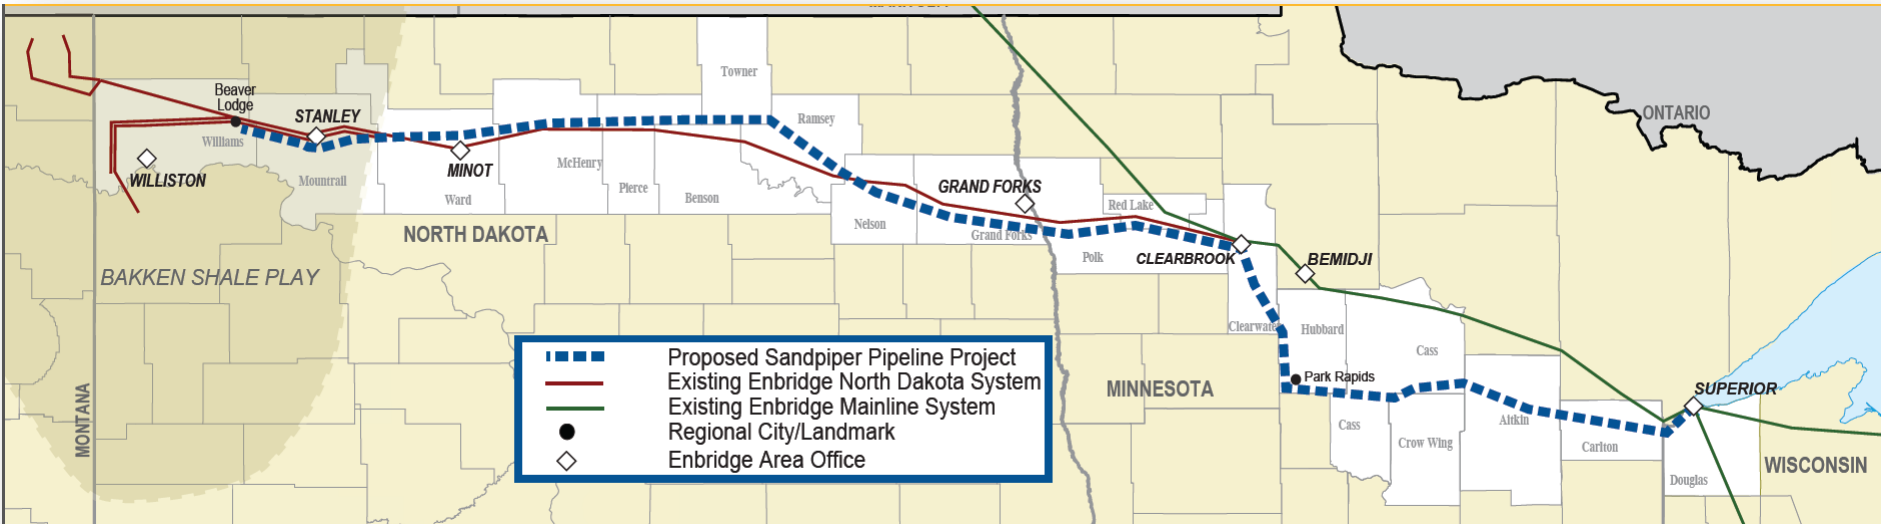 Towner
Beaver
Lodge
STANLEY
Ramsey
ONTARIO
Williams
McHenry
MINOT
WILLISTON
Mountrail
Ward
Pierce
Benson
GRAND FORKS
Red Lake
Nelson
Grand Forks
NORTH DAKOTA
Polk
CLEARBROOK
BEMIDJI
BAKKEN SHALE PLAY
Clearwater
Hubbard
Cass
Proposed Sandpiper Pipeline Project
Existing Enbridge North Dakota System
Existing Enbridge Mainline System
Regional City/Landmark
Enbridge Area Office
MONTANA
MINNESOTA
Park Rapids
SUPERIOR
Cass
Crow Wing
Aitkin
Carlton
Douglas
WISCONSIN